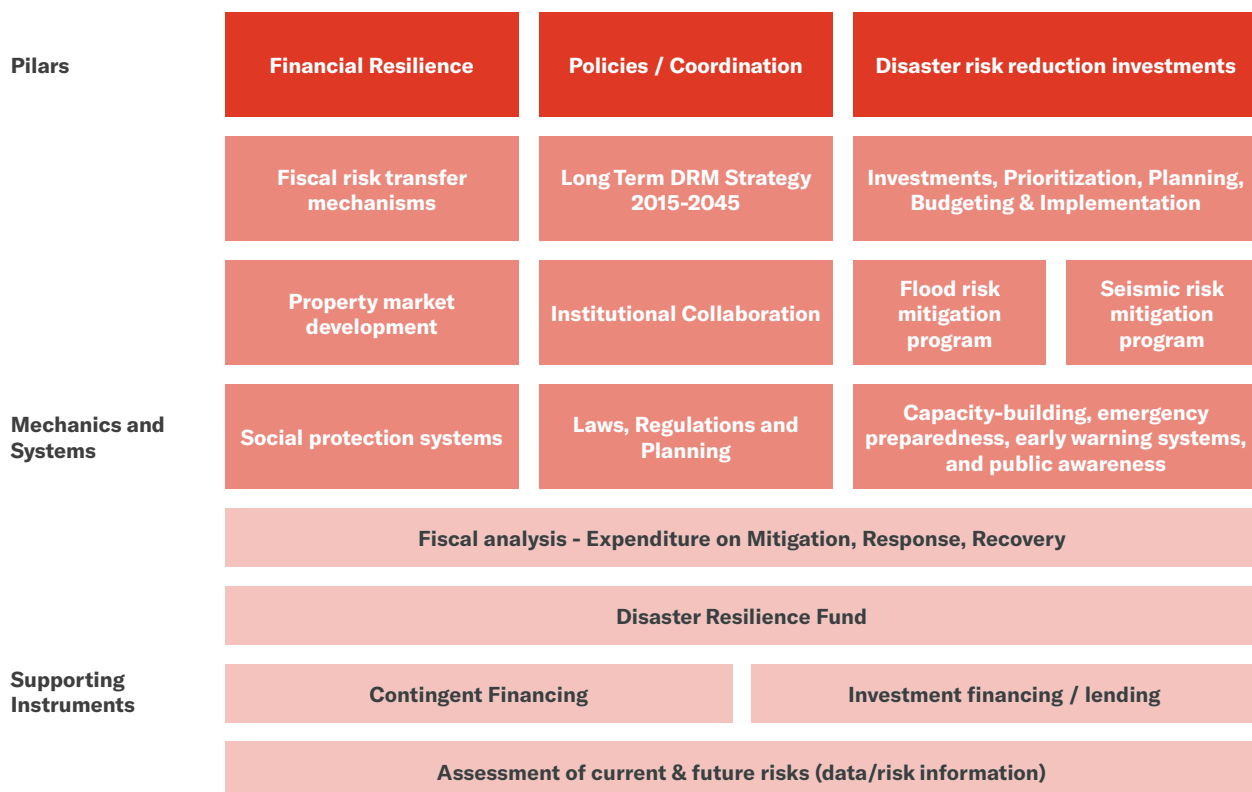 Pilars
Financial Resilience
Policies / Coordination
Disaster risk reduction investments
Fiscal risk transfer
mechanisms
Long Term DRM Strategy
2015-2045
Investments, Prioritization, Planning,
Budgeting & Implementation
Property market
development
Institutional Collaboration
Flood risk
mitigation
program
Seismic risk
mitigation
program
Mechanics and
Systems
Social protection systems
Laws, Regulations and
Planning
Capacity-building, emergency
preparedness, early warning systems,
and public awareness
Fiscal analysis - Expenditure on Mitigation, Response, Recovery
Disaster Resilience Fund
Supporting
Instruments
Contingent Financing
Investment financing / lending
Assessment of current & future risks (data/risk information)